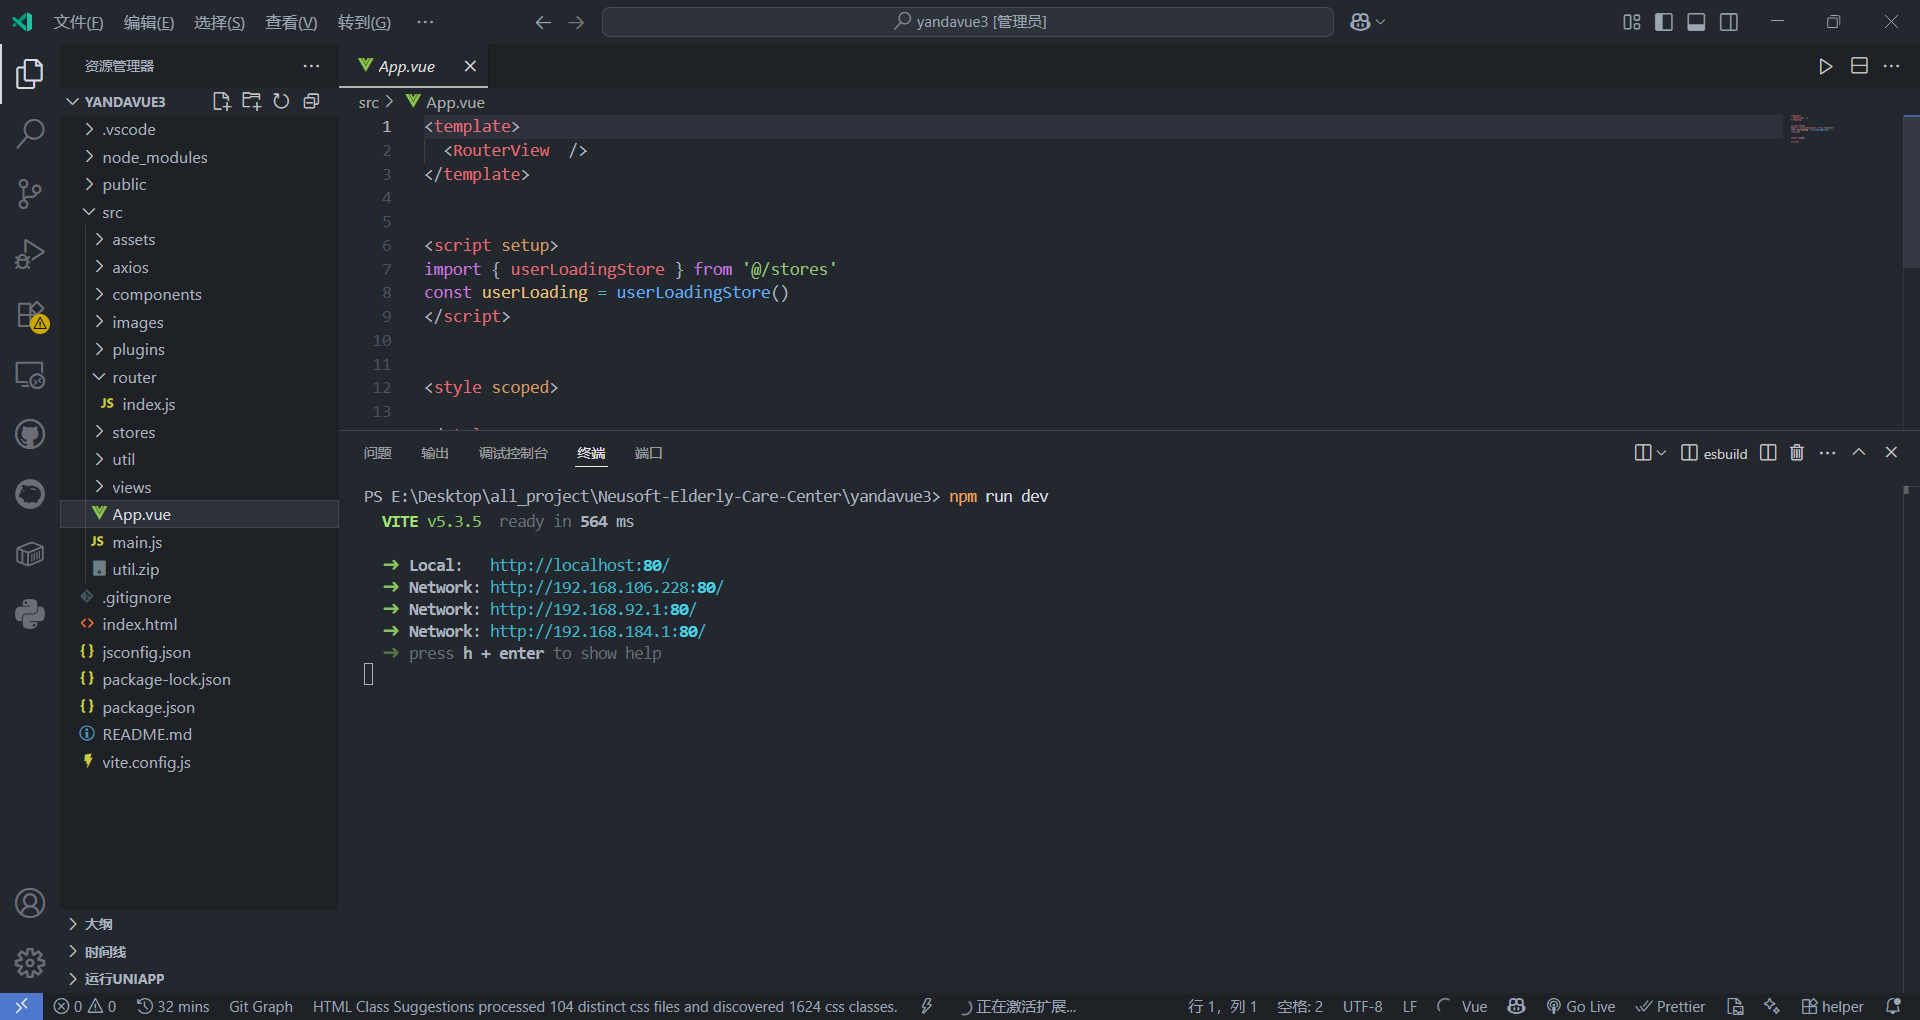 文件(F) 编辑(E) 选择(S) 查看(V) 转到(G) ··· yandavue3 [管理员]
资源管理器 ···
App.vue
YANDAVUE3
src > App.vue
.vscode
node_modules
public
src
assets
axios
components
images
plugins
router
JS index.js
stores
util
views
App.vue
JS main.js
util.zip
.gitignore
<> index.html
{} jsconfig.json
{} package-lock.json
{} package.json
README.md
vite.config.js
大纲
时间线
运行UNIAPP
1 <template>
2 <RouterView />
3 </template>
4
5
6 <script setup>
7 import { userLoadingStore } from '@/stores'
8 const userLoading = userLoadingStore()
9 </script>
10
11
12 <style scoped>
13
问题 输出 调试控制台 终端 端口 esbuild ···
PS E:\Desktop\all_project\Neusoft-Elderly-Care-Center\yandavue3> npm run dev
VITE v5.3.5 ready in 564 ms
➜ Local: http://localhost:80/
➜ Network: http://192.168.106.228:80/
➜ Network: http://192.168.92.1:80/
➜ Network: http://192.168.184.1:80/
➜ press h + enter to show help
0 0 32 mins Git Graph HTML Class Suggestions processed 104 distinct css files and discovered 1624 css classes. 正在激活扩展... 行 1，列 1 空格: 2 UTF-8 LF Vue Go Live Prettier helper